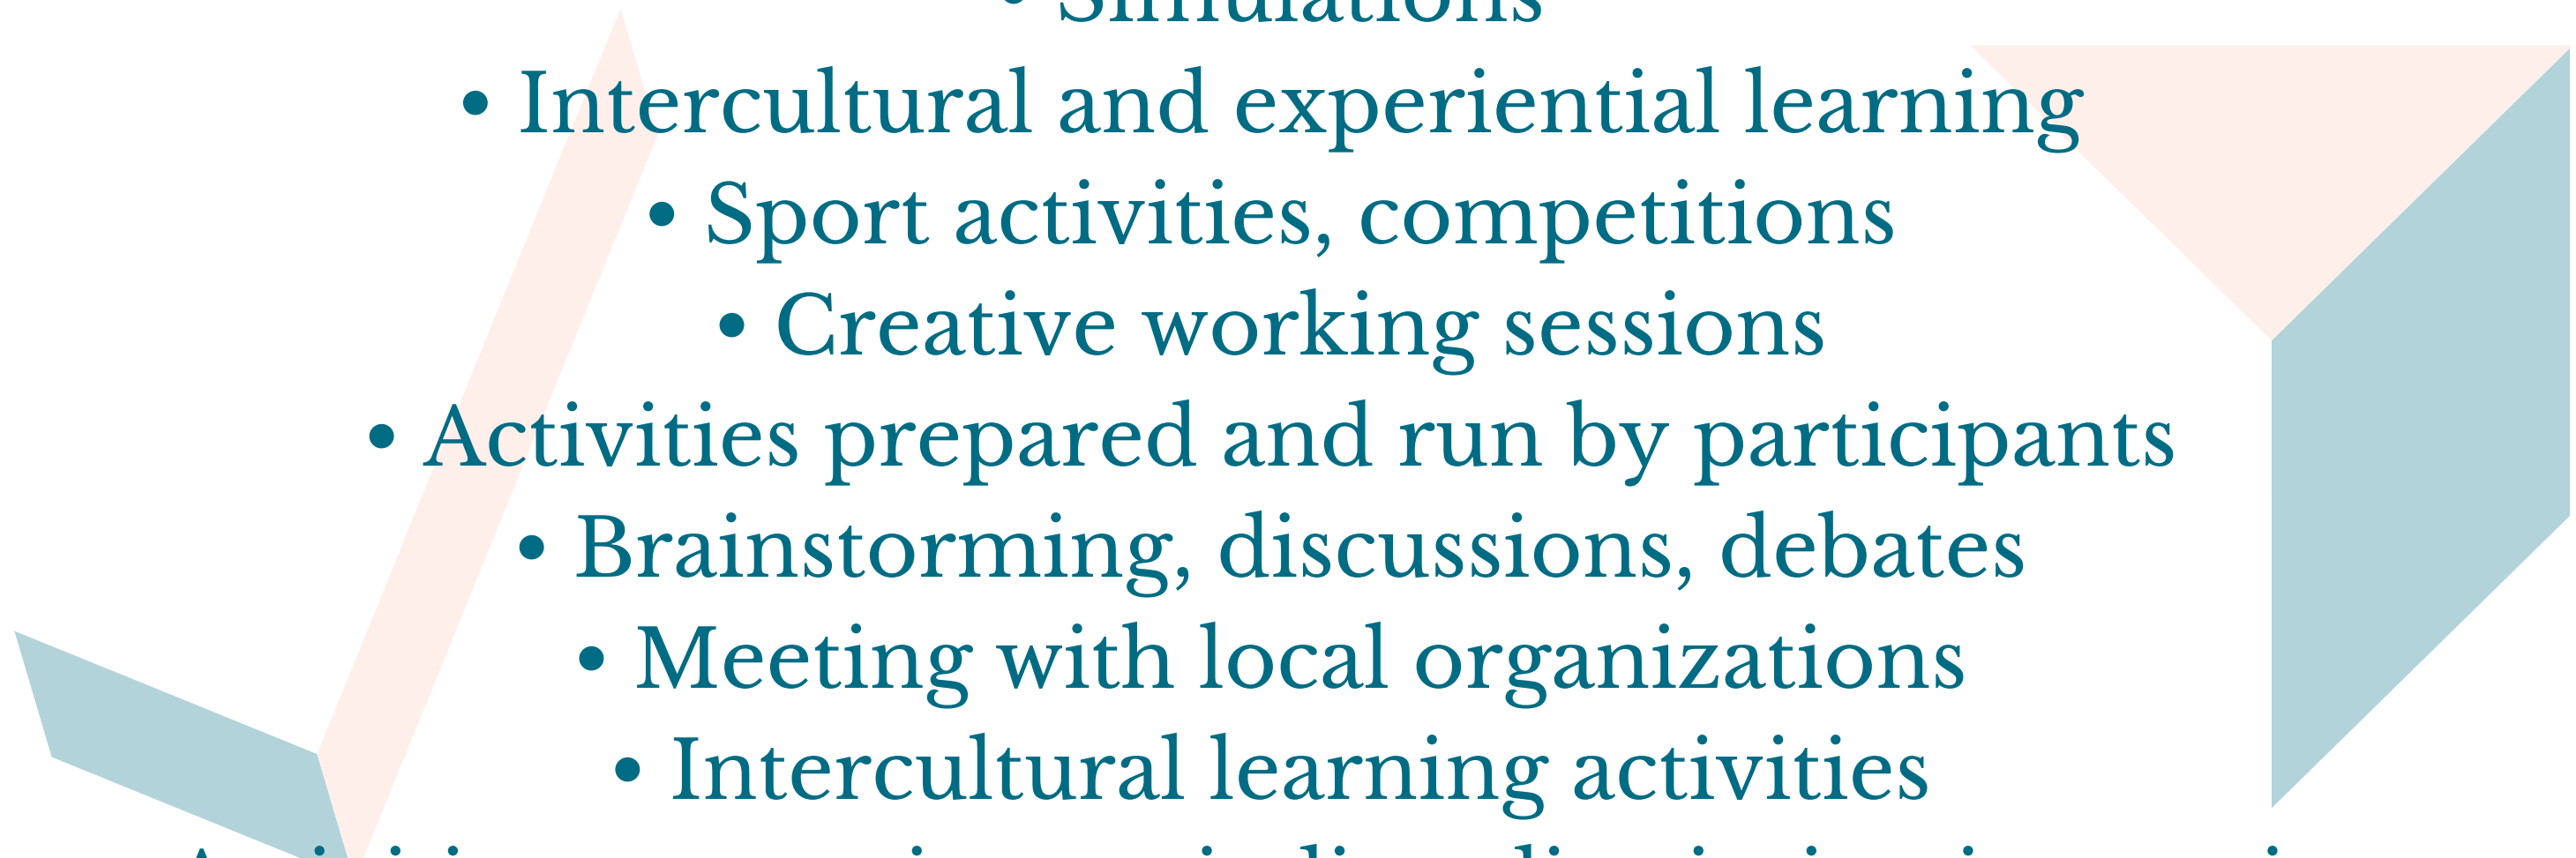 • Simulations
• Intercultural and experiential learning
• Sport activities, competitions
• Creative working sessions
• Activities prepared and run by participants
• Brainstorming, discussions, debates
• Meeting with local organizations
• Intercultural learning activities